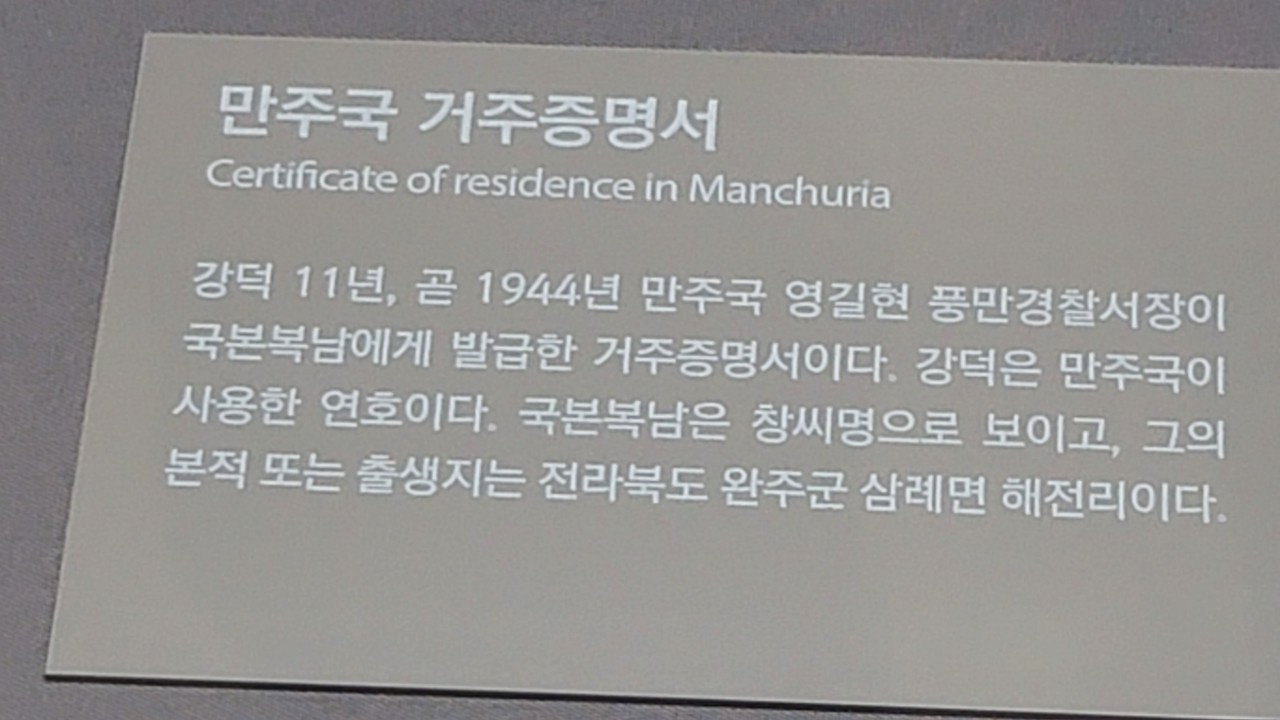 만주국 거주증명서
Certificate of residence in Manchuria
강덕 11년, 곧 1944년 만주국 영길현 풍만경찰서장이
국본복남에게 발급한 거주증명서이다. 강덕은 만주국이
사용한 연호이다. 국본복남은 창씨명으로 보이고, 그의
본적 또는 출생지는 전라북도 완주군 삼례면 해전리이다.